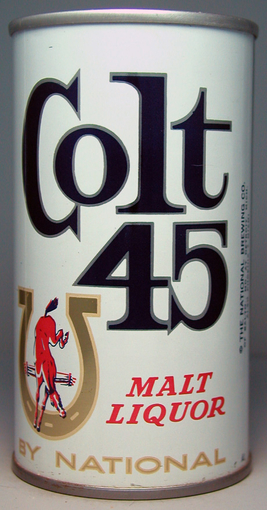 Colt
45
MALT
LIQUOR
BY NATIONAL
© THE NATIONAL BREWING CO.